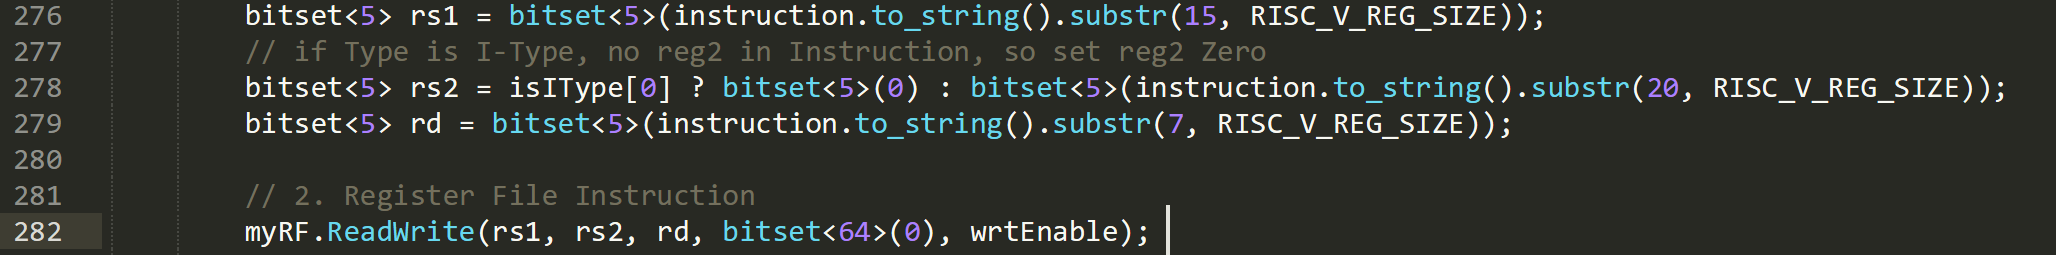 276 bitset<5> rs1 = bitset<5>(instruction.to_string().substr(15, RISC_V_REG_SIZE));
277 // if Type is I-Type, no reg2 in Instruction, so set reg2 Zero
278 bitset<5> rs2 = isIType[0] ? bitset<5>(0) : bitset<5>(instruction.to_string().substr(20, RISC_V_REG_SIZE));
279 bitset<5> rd = bitset<5>(instruction.to_string().substr(7, RISC_V_REG_SIZE));
280
281 // 2. Register File Instruction
282 myRF.ReadWrite(rs1, rs2, rd, bitset<64>(0), wrtEnable);